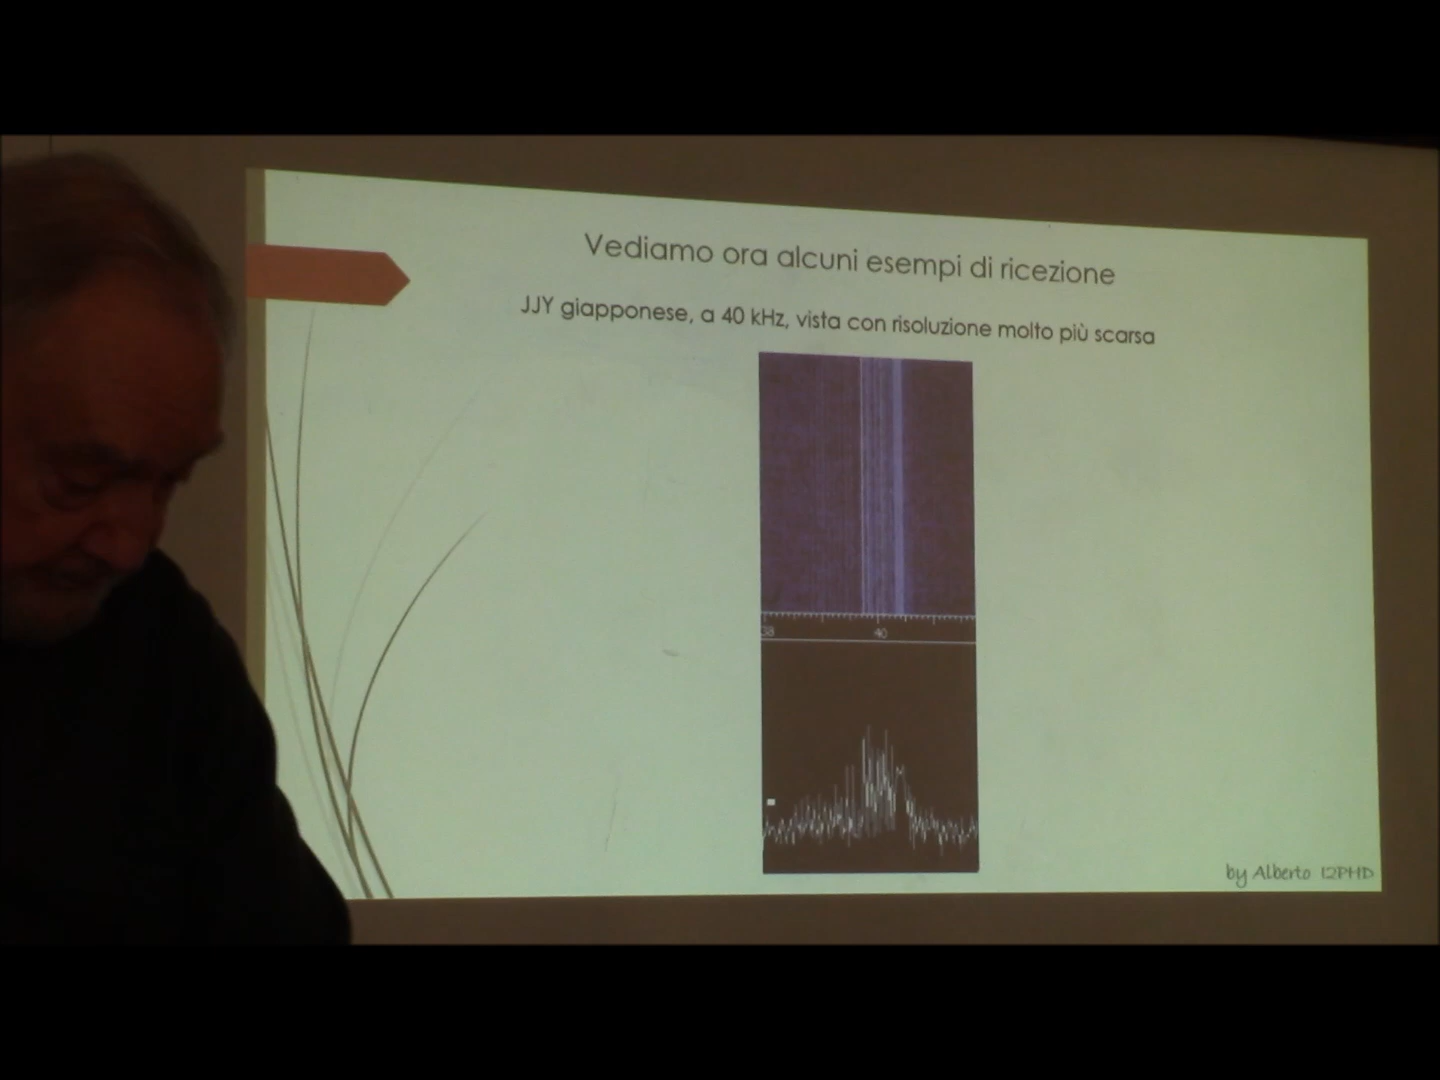 Vediamo ora alcuni esempi di ricezione
JJY giapponese, a 40 kHz, vista con risoluzione molto più scarsa
38 40
by Alberto I2PHD